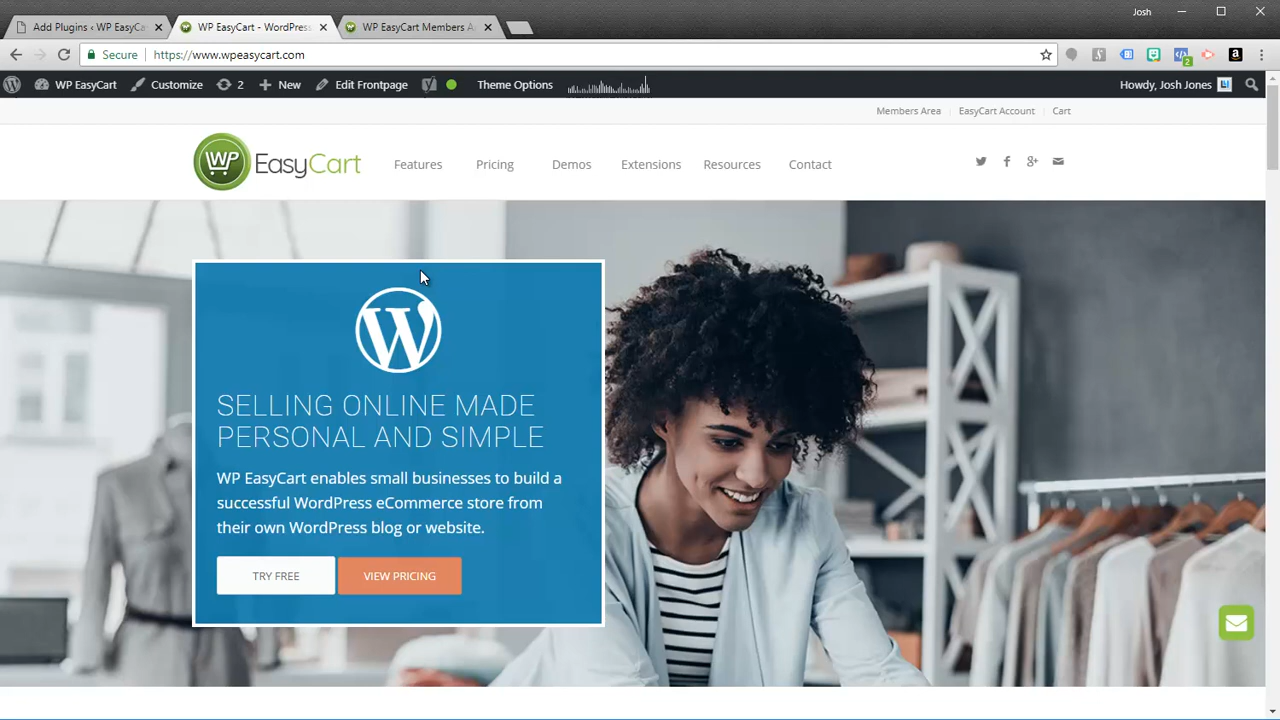 Josh
Add Plugins ‹ WP EasyCa
WP EasyCart - WordPress
WP EasyCart Members A
Secure
https://www.wpeasycart.com
2
WP EasyCart
Customize
2
New
Edit Frontpage
Theme Options
Howdy, Josh Jones
Members Area
EasyCart Account
Cart
WP EasyCart
Features
Pricing
Demos
Extensions
Resources
Contact
SELLING ONLINE MADE
PERSONAL AND SIMPLE
WP EasyCart enables small businesses to build a
successful WordPress eCommerce store from
their own WordPress blog or website.
TRY FREE
VIEW PRICING